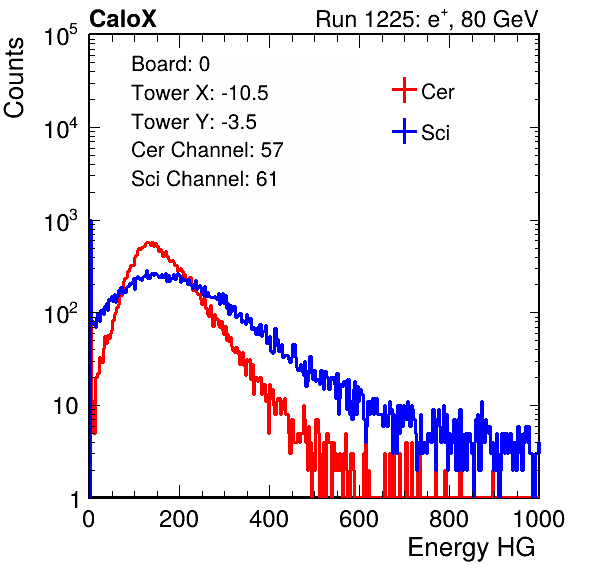 CaloX Run 1225: e⁺, 80 GeV
Counts
10⁵
10⁴
10³
10²
10
1
Board: 0
Tower X: -10.5
Tower Y: -3.5
Cer Channel: 57
Sci Channel: 61
Cer
Sci
0 200 400 600 800 1000
Energy HG